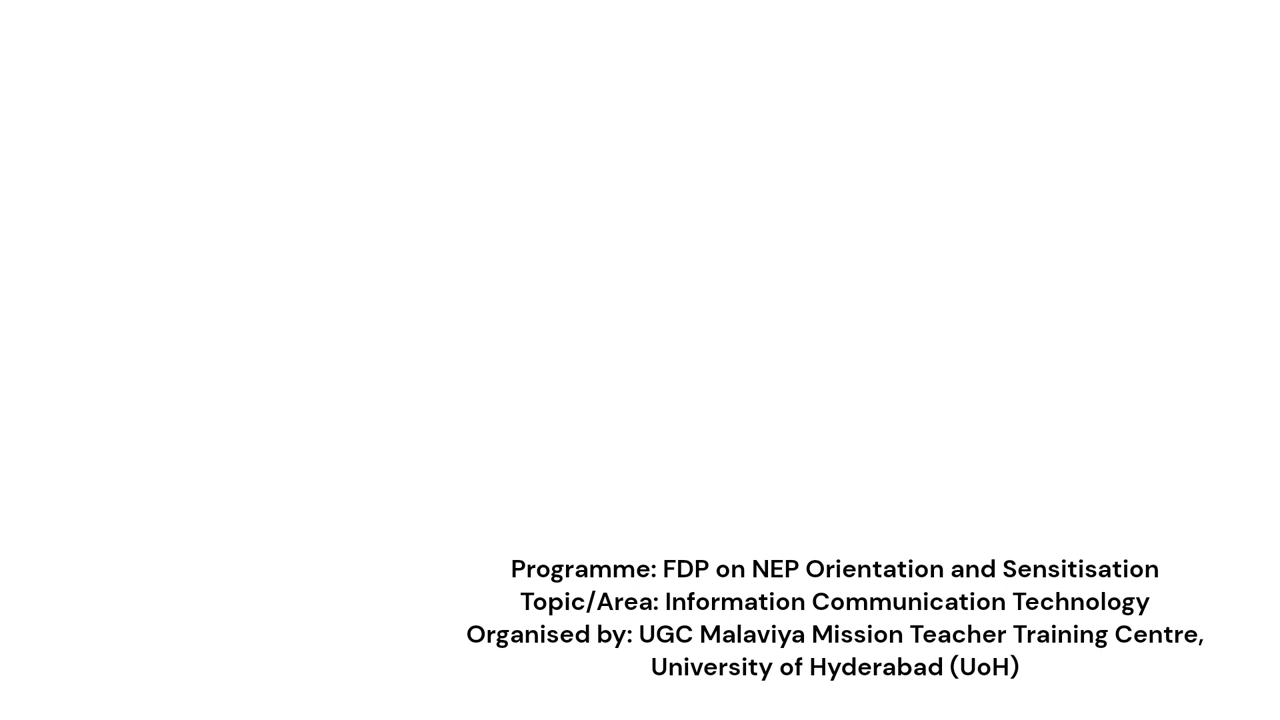 Programme: FDP on NEP Orientation and Sensitisation
Topic/Area: Information Communication Technology
Organised by: UGC Malaviya Mission Teacher Training Centre,
University of Hyderabad (UoH)